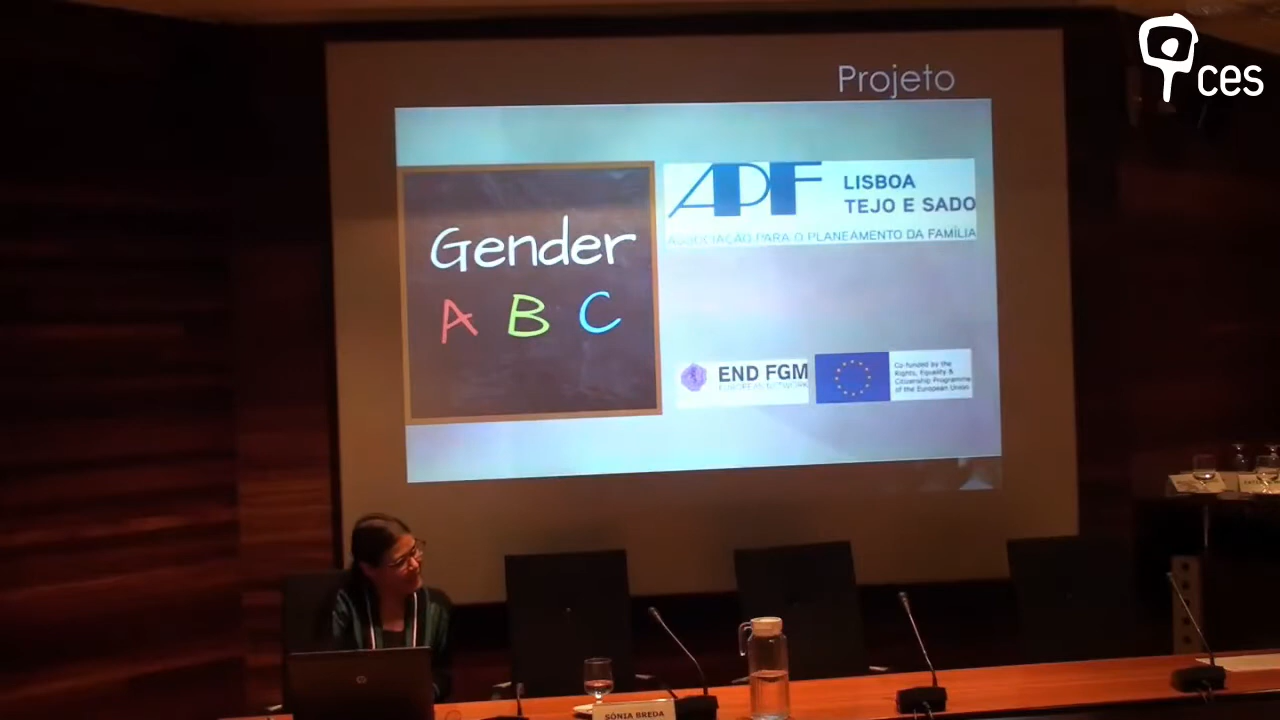 ces
Projeto
Gender
A B C
APF
LISBOA
TEJO E SADO
ASSOCIAÇÃO PARA O PLANEAMENTO DA FAMÍLIA
END FGM
EUROPEAN NETWORK
Co-funded by the
Rights, Equality &
Citizenship Programme
of the European Union
SÓNIA BREDA